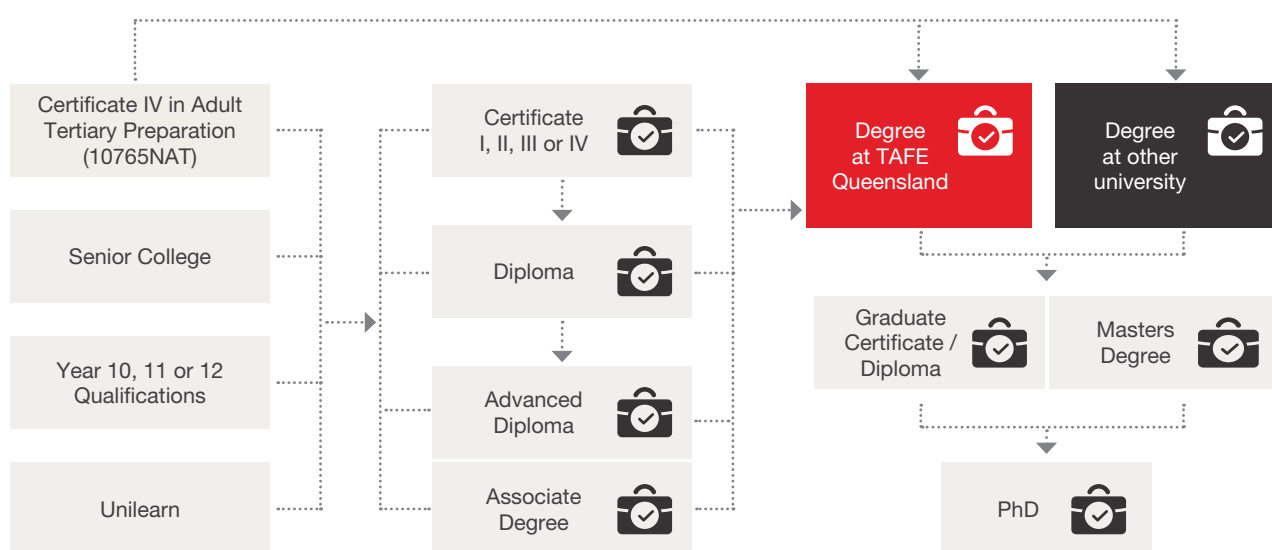 Certificate IV in Adult
Tertiary Preparation
(10765NAT)
Senior College
Year 10, 11 or 12
Qualifications
Unilearn
Certificate
I, II, III or IV
Diploma
Advanced
Diploma
Associate
Degree
Degree
at TAFE
Queensland
Degree
at other
university
Graduate
Certificate /
Diploma
Masters
Degree
PhD